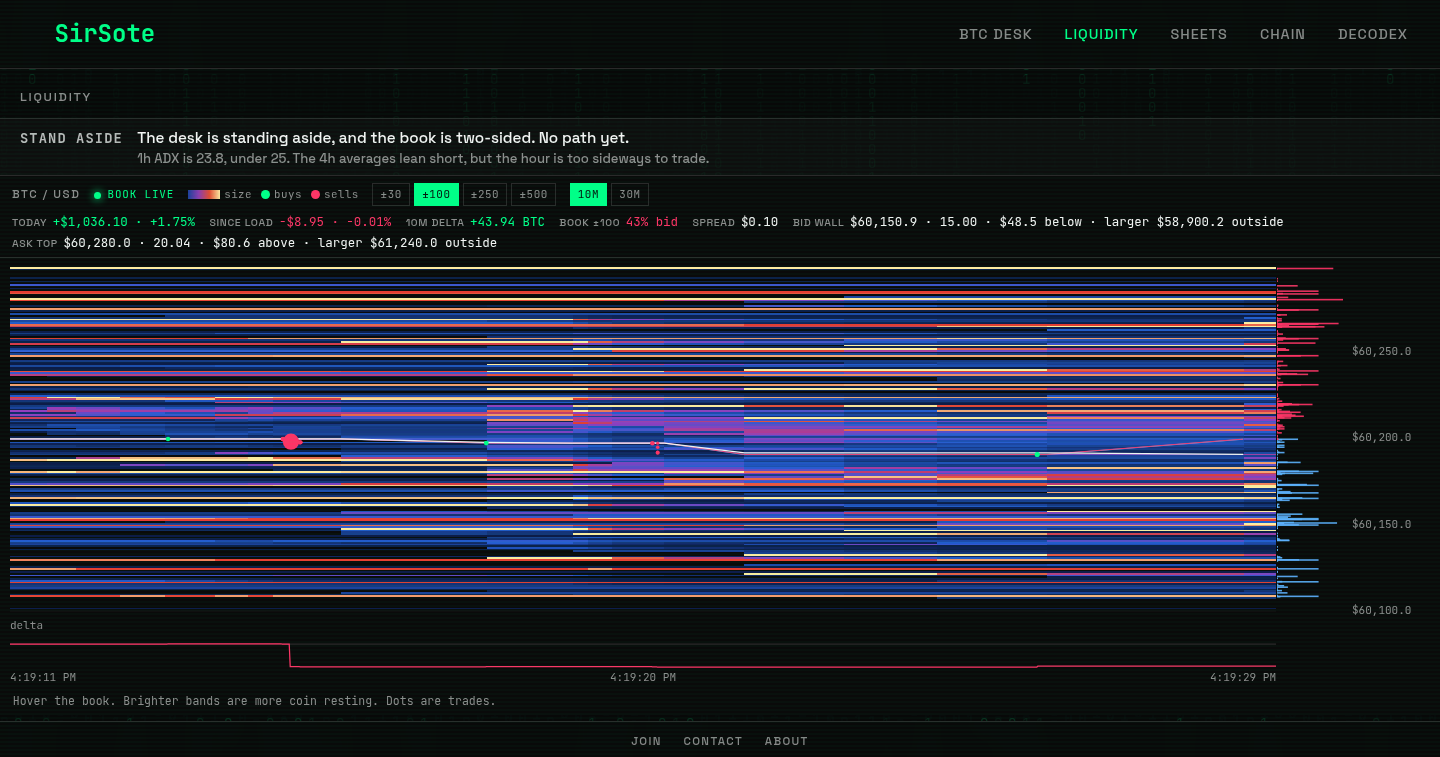 SirSote
BTC DESK LIQUIDITY SHEETS CHAIN DECODEX
LIQUIDITY
STAND ASIDE The desk is standing aside, and the book is two-sided. No path yet.
1h ADX is 23.8, under 25. The 4h averages lean short, but the hour is too sideways to trade.
BTC / USD BOOK LIVE size buys sells ±30 ±100 ±250 ±500 10M 30M
TODAY +$1,036.10 · +1.75% SINCE LOAD -$8.95 · -0.01% 10M DELTA +43.94 BTC BOOK ±100 43% bid SPREAD $0.10 BID WALL $60,150.9 · 15.00 · $48.5 below · larger $58,900.2 outside
ASK TOP $60,280.0 · 20.04 · $80.6 above · larger $61,240.0 outside
$60,250.0
$60,200.0
$60,150.0
$60,100.0
delta
4:19:11 PM 4:19:20 PM 4:19:29 PM
Hover the book. Brighter bands are more coin resting. Dots are trades.
JOIN CONTACT ABOUT